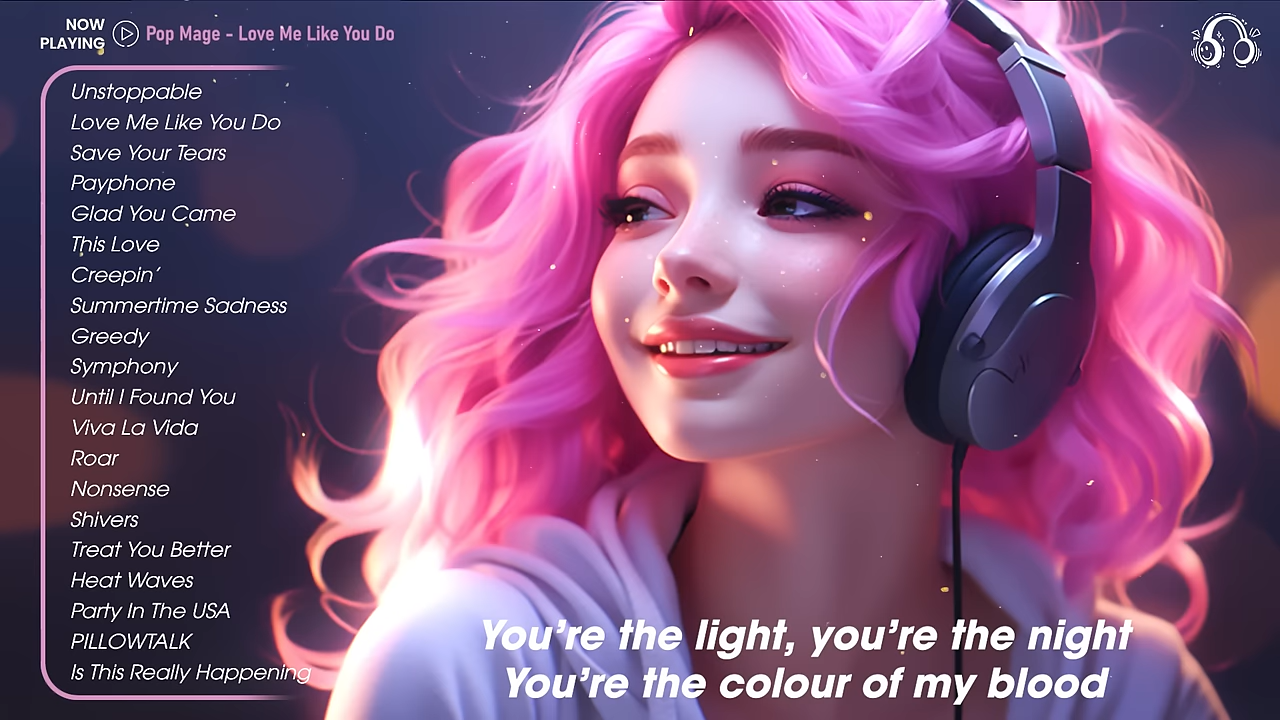 NOW
PLAYING
Pop Mage - Love Me Like You Do
Unstoppable
Love Me Like You Do
Save Your Tears
Payphone
Glad You Came
This Love
Creepin’
Summertime Sadness
Greedy
Symphony
Until I Found You
Viva La Vida
Roar
Nonsense
Shivers
Treat You Better
Heat Waves
Party In The USA
PILLOWTALK
Is This Really Happening
You’re the light, you’re the night
You’re the colour of my blood